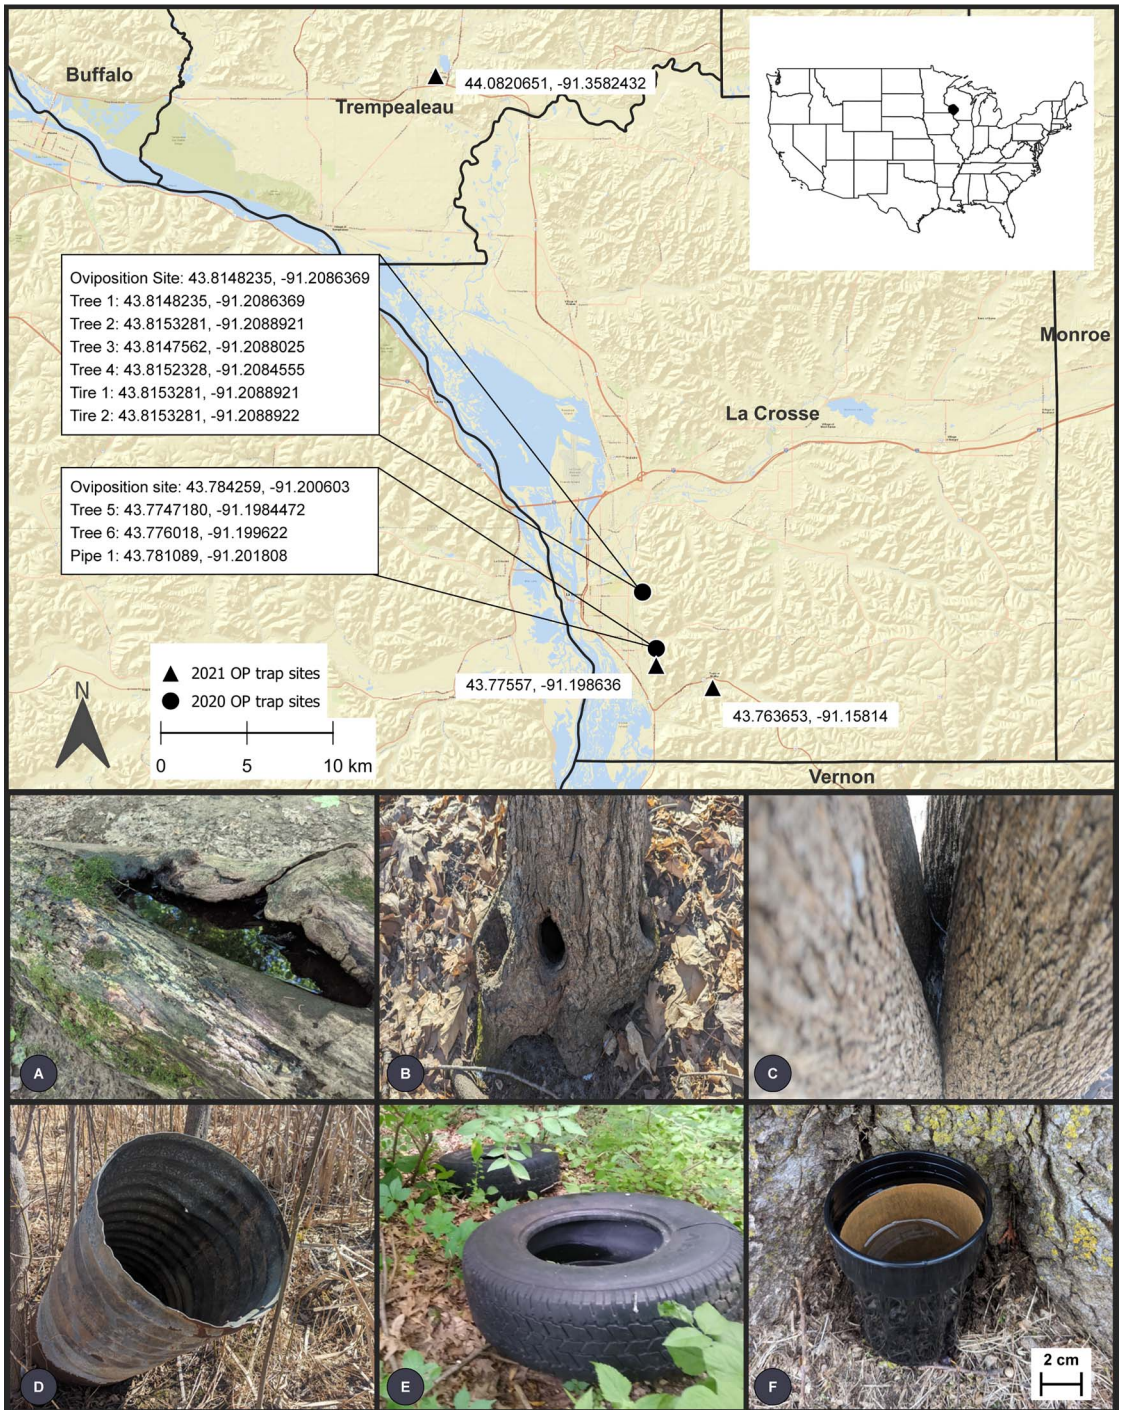 Buffalo
Trempealeau
44.0820651, -91.3582432
Oviposition Site: 43.8148235, -91.2086369
Tree 1: 43.8148235, -91.2086369
Tree 2: 43.8153281, -91.2088921
Tree 3: 43.8147562, -91.2088025
Tree 4: 43.8152328, -91.2084555
Tire 1: 43.8153281, -91.2088921
Tire 2: 43.8153281, -91.2088922
Monroe
La Crosse
Oviposition site: 43.784259, -91.200603
Tree 5: 43.7747180, -91.1984472
Tree 6: 43.776018, -91.199622
Pipe 1: 43.781089, -91.201808
2021 OP trap sites
2020 OP trap sites
N
0 5 10 km
43.77557, -91.198636
43.763653, -91.15814
Vernon
A
B
C
D
E
F
2 cm